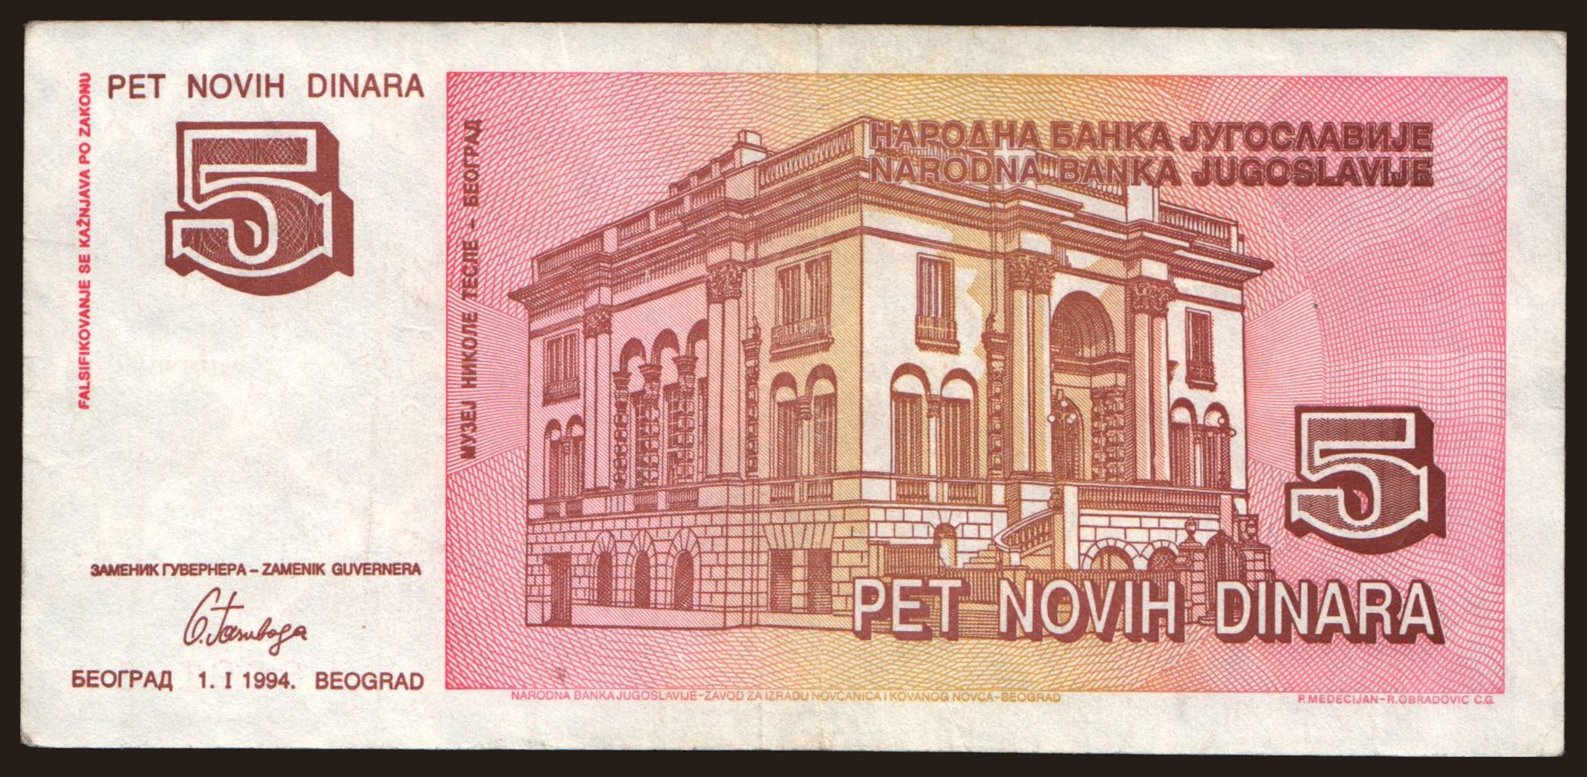 FALSIFIKOVANJE SE KAŽNJAVA PO ZAKONU
PET NOVIH DINARA
5
ЗАМЕНИК ГУВЕРНЕРА – ZAMENIK GUVERNERA
БЕОГРАД 1. I 1994. BEOGRAD
МУЗЕЈ НИКОЛЕ ТЕСЛЕ – БЕОГРАД
НАРОДНА БАНКА ЈУГОСЛАВИЈЕ
NARODNA BANKA JUGOSLAVIJE
5
PET NOVIH DINARA
NARODNA BANKA JUGOSLAVIJE-ZAVOD ZA IZRADU NOVČANICA I KOVANOG NOVCA-BEOGRAD
P. MEDECIJAN-R. OBRADOVIC C.G.